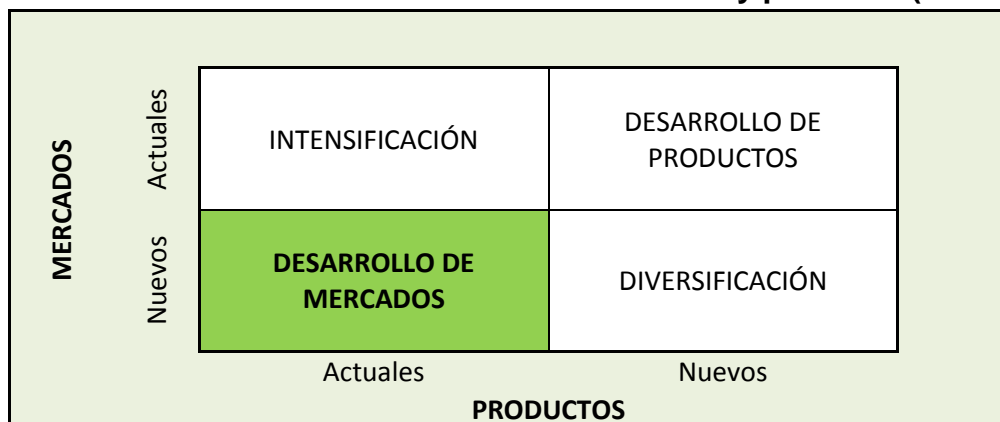 INTENSIFICACIÓN
DESARROLLO DE
PRODUCTOS
Actuales
MERCADOS
Nuevos
DESARROLLO DE
MERCADOS
DIVERSIFICACIÓN
Actuales
Nuevos
PRODUCTOS